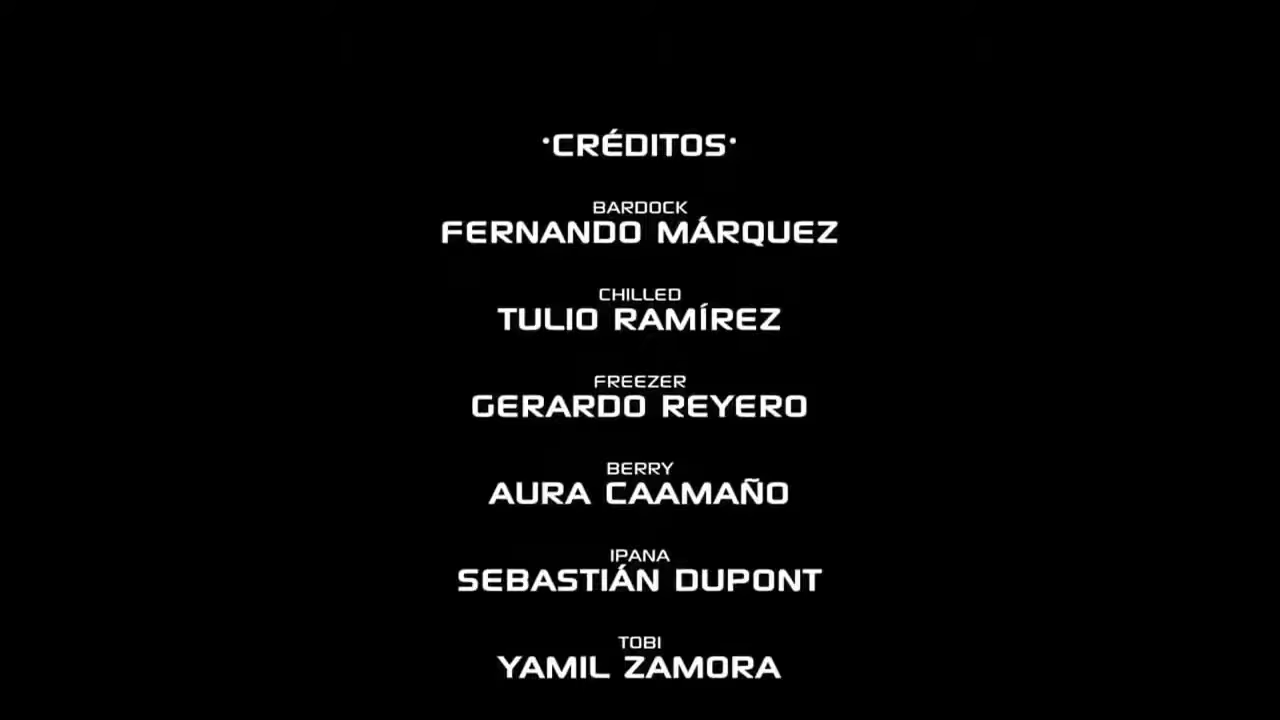 ·CRÉDITOS·
BARDOCK
FERNANDO MÁRQUEZ
CHILLED
TULIO RAMÍREZ
FREEZER
GERARDO REYERO
BERRY
AURA CAAMAÑO
IPANA
SEBASTIÁN DUPONT
TOBI
YAMIL ZAMORA